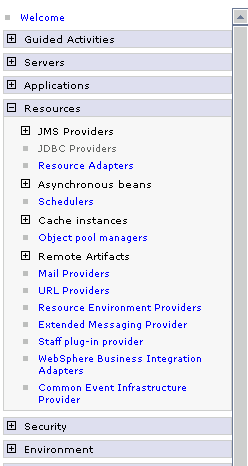 Welcome
Guided Activities
Servers
Applications
Resources
JMS Providers
JDBC Providers
Resource Adapters
Asynchronous beans
Schedulers
Cache instances
Object pool managers
Remote Artifacts
Mail Providers
URL Providers
Resource Environment Providers
Extended Messaging Provider
Staff plug-in provider
WebSphere Business Integration
Adapters
Common Event Infrastructure
Provider
Security
Environment